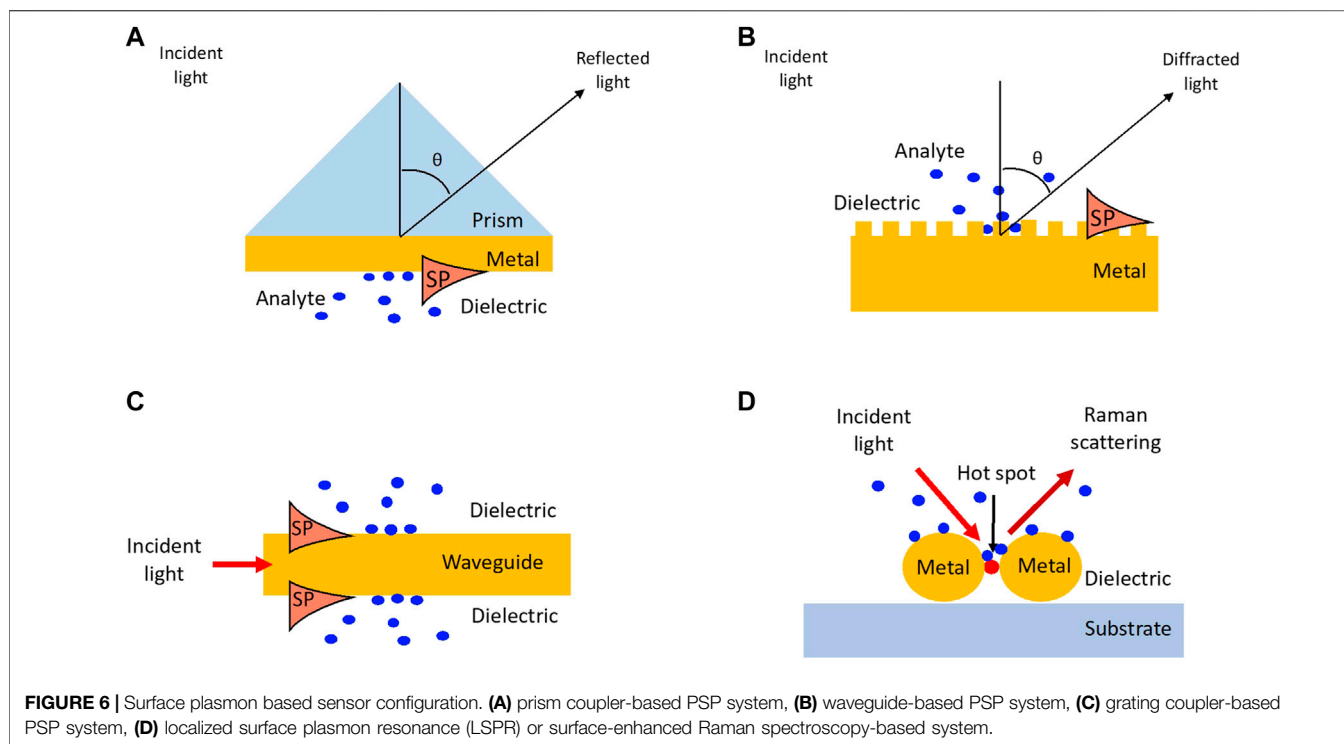 A
Incident
light
Reflected
light
θ
Prism
Metal
SP
Analyte
Dielectric
B
Incident
light
Diffracted
light
Analyte
θ
Dielectric
SP
Metal
C
SP
Dielectric
Incident
light
Waveguide
SP
Dielectric
D
Incident
light
Raman
scattering
Hot spot
Metal
Metal
Dielectric
Substrate
FIGURE 6 | Surface plasmon based sensor configuration. (A) prism coupler-based PSP system, (B) waveguide-based PSP system, (C) grating coupler-based
PSP system, (D) localized surface plasmon resonance (LSPR) or surface-enhanced Raman spectroscopy-based system.